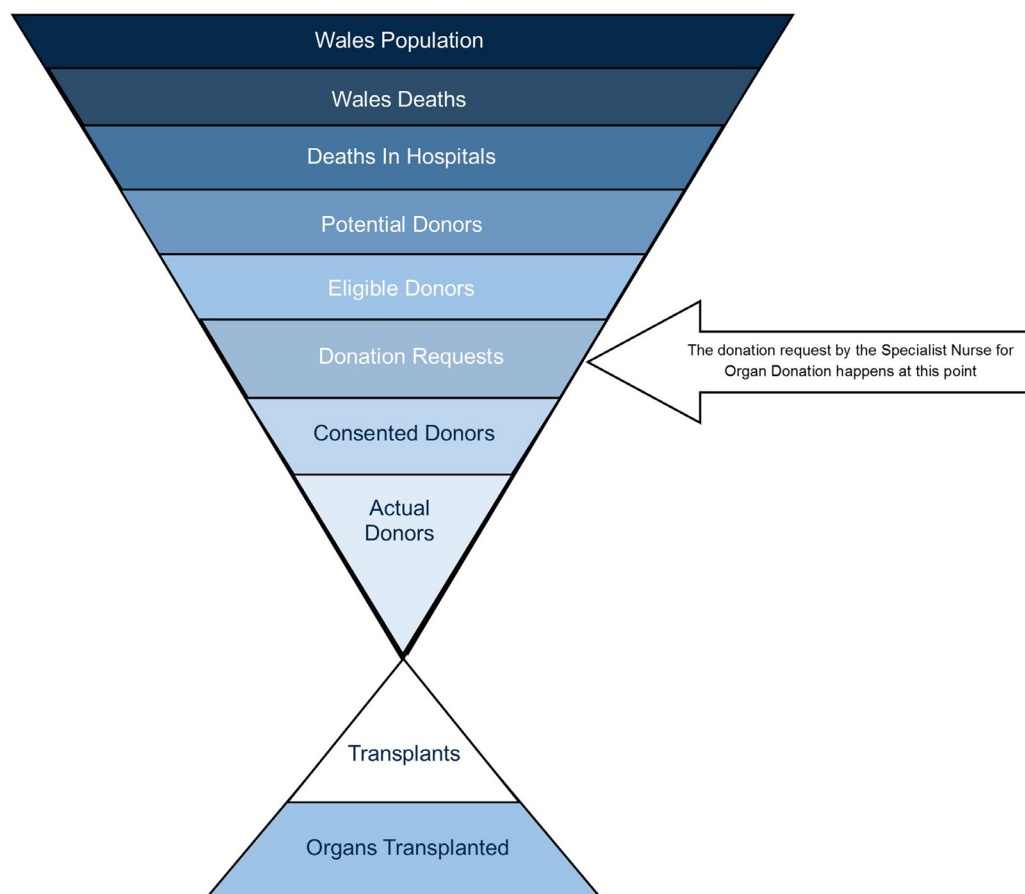 Wales Population
Wales Deaths
Deaths In Hospitals
Potential Donors
Eligible Donors
Donation Requests
The donation request by the Specialist Nurse for
Organ Donation happens at this point
Consented Donors
Actual
Donors
Transplants
Organs Transplanted